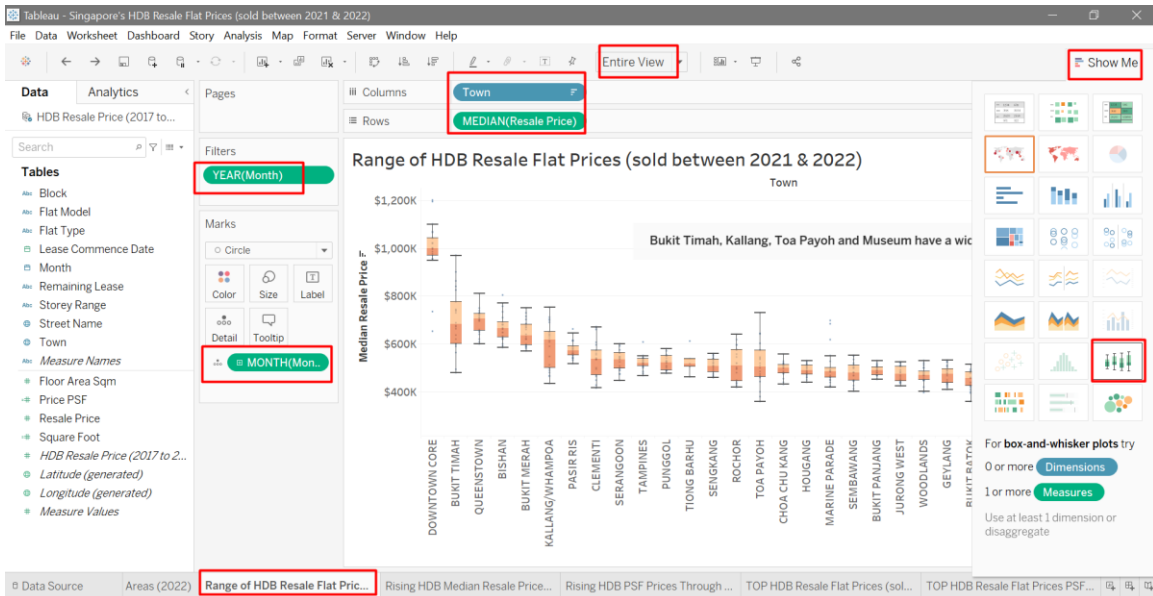 Tableau - Singapore's HDB Resale Flat Prices (sold between 2021 & 2022)
File Data Worksheet Dashboard Story Analysis Map Format Server Window Help
Entire View
Show Me
Data Analytics
HDB Resale Price (2017 to...
Search
Tables
Abc Block
Abc Flat Model
Abc Flat Type
Lease Commence Date
Month
Abc Remaining Lease
Abc Storey Range
Street Name
Town
Abc Measure Names
# Floor Area Sqm
=# Price PSF
# Resale Price
=# Square Foot
# HDB Resale Price (2017 to 2...
Latitude (generated)
Longitude (generated)
# Measure Values
Pages
Filters
YEAR(Month)
Marks
Circle
Color Size Label
Detail Tooltip
MONTH(Mon..
Columns Town
Rows MEDIAN(Resale Price)
Range of HDB Resale Flat Prices (sold between 2021 & 2022)
Town
Bukit Timah, Kallang, Toa Payoh and Museum have a wid
Median Resale Price
$1,200K
$1,000K
$800K
$600K
$400K
DOWNTOWN CORE
BUKIT TIMAH
QUEENSTOWN
BISHAN
BUKIT MERAH
KALLANG/WHAMPOA
PASIR RIS
CLEMENTI
SERANGOON
TAMPINES
PUNGGOL
TIONG BARHU
SENGKANG
ROCHOR
TOA PAYOH
CHOA CHU KANG
HOUGANG
MARINE PARADE
SEMBAWANG
BUKIT PANJANG
JURONG WEST
WOODLANDS
GEYLANG
BUKIT BATOK
For box-and-whisker plots try
0 or more Dimensions
1 or more Measures
Use at least 1 dimension or
disaggregate
Data Source Areas (2022) Range of HDB Resale Flat Pric... Rising HDB Median Resale Price... Rising HDB PSF Prices Through ... TOP HDB Resale Flat Prices (sol... TOP HDB Resale Flat Prices PSF...